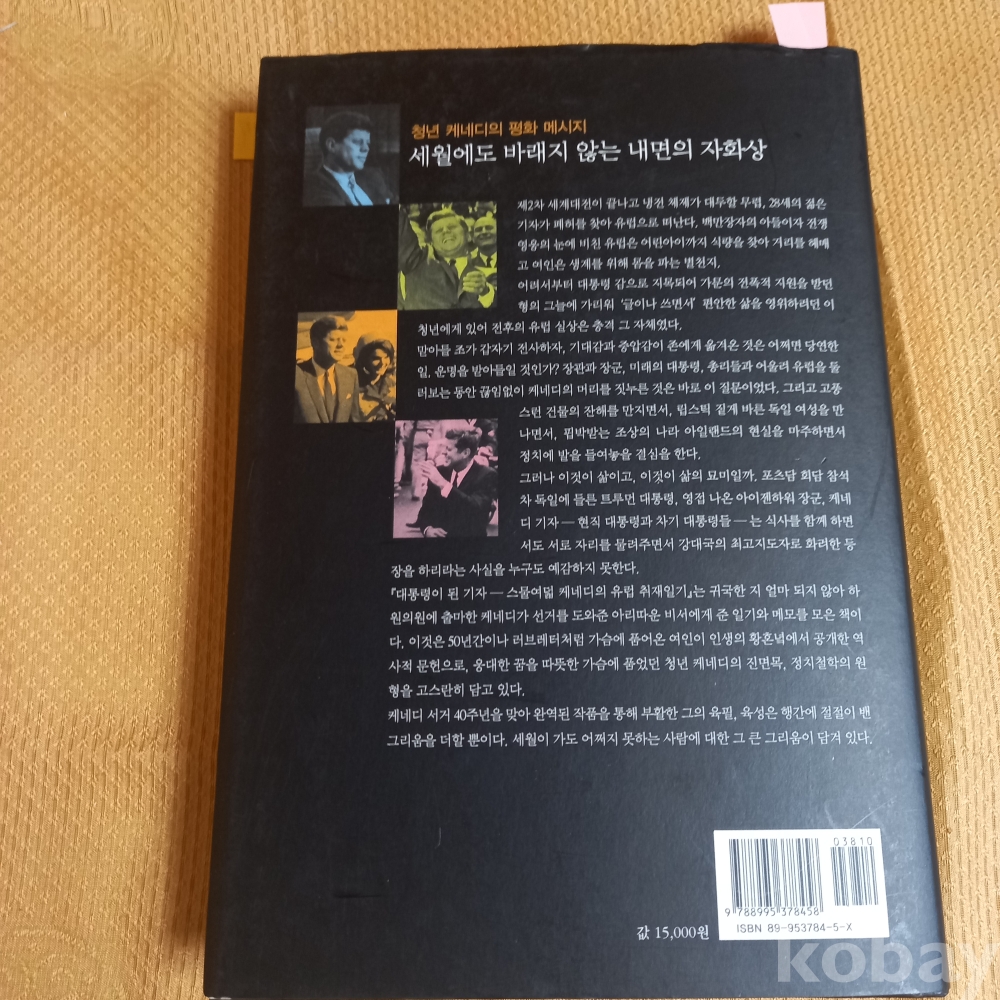 청년 케네디의 평화 메시지
세월에도 바래지 않는 내면의 자화상
제2차 세계대전이 끝나고 냉전 체제가 대두할 무렵, 28세의 젊은
기자가 폐허를 찾아 유럽으로 떠난다. 백만장자의 아들이자 전쟁
영웅의 눈에 비친 유럽은 어린아이까지 식량을 찾아 거리를 헤매
고 여인은 생계를 위해 몸을 파는 별천지.
어려서부터 대통령 감으로 지목되어 가문의 전폭적 지원을 받던
형의 그늘에 가리워 '글이나 쓰면서' 편안한 삶을 영위하려던 이
청년에게 있어 전후의 유럽 실상은 충격 그 자체였다.
맏아들 조가 갑자기 전사하자, 기대감과 중압감이 존에게 옮겨온 것은 어쩌면 당연한
일, 운명을 받아들일 것인가? 장관과 장군, 미래의 대통령, 총리들과 어울려 유럽을 둘
러보는 동안 끊임없이 케네디의 머리를 짓누른 것은 바로 이 질문이었다. 그리고 고풍
스런 건물의 잔해를 만지면서, 립스틱 짙게 바른 독일 여성을 만
나면서, 핍박받는 조상의 나라 아일랜드의 현실을 마주하면서
정치에 발을 들여놓을 결심을 한다.
그러나 이것이 삶이고, 이것이 삶의 묘미일까. 포츠담 회담 참석
차 독일에 들른 트루먼 대통령, 영접 나온 아이젠하워 장군, 케네
디 기자 — 현직 대통령과 차기 대통령들 — 는 식사를 함께 하면
서도 서로 자리를 물려주면서 강대국의 최고지도자로 화려한 등
장을 하리라는 사실을 누구도 예감하지 못한다.
『대통령이 된 기자 — 스물여덟 케네디의 유럽 취재일기』는 귀국한 지 얼마 되지 않아 하
원의원에 출마한 케네디가 선거를 도와준 아리따운 비서에게 준 일기와 메모를 모은 책이
다. 이것은 50년간이나 러브레터처럼 가슴에 품어온 여인이 인생의 황혼녘에서 공개한 역
사적 문헌으로, 웅대한 꿈을 따뜻한 가슴에 품었던 청년 케네디의 진면목, 정치철학의 원
형을 고스란히 담고 있다.
케네디 서거 40주년을 맞아 완역된 작품을 통해 부활한 그의 육필, 육성은 행간에 절절이 밴
그리움을 더할 뿐이다. 세월이 가도 어쩌지 못하는 사람에 대한 그 큰 그리움이 담겨 있다.
03810
9 788995 378458
ISBN 89-953784-5-X
값 15,000원
kobay